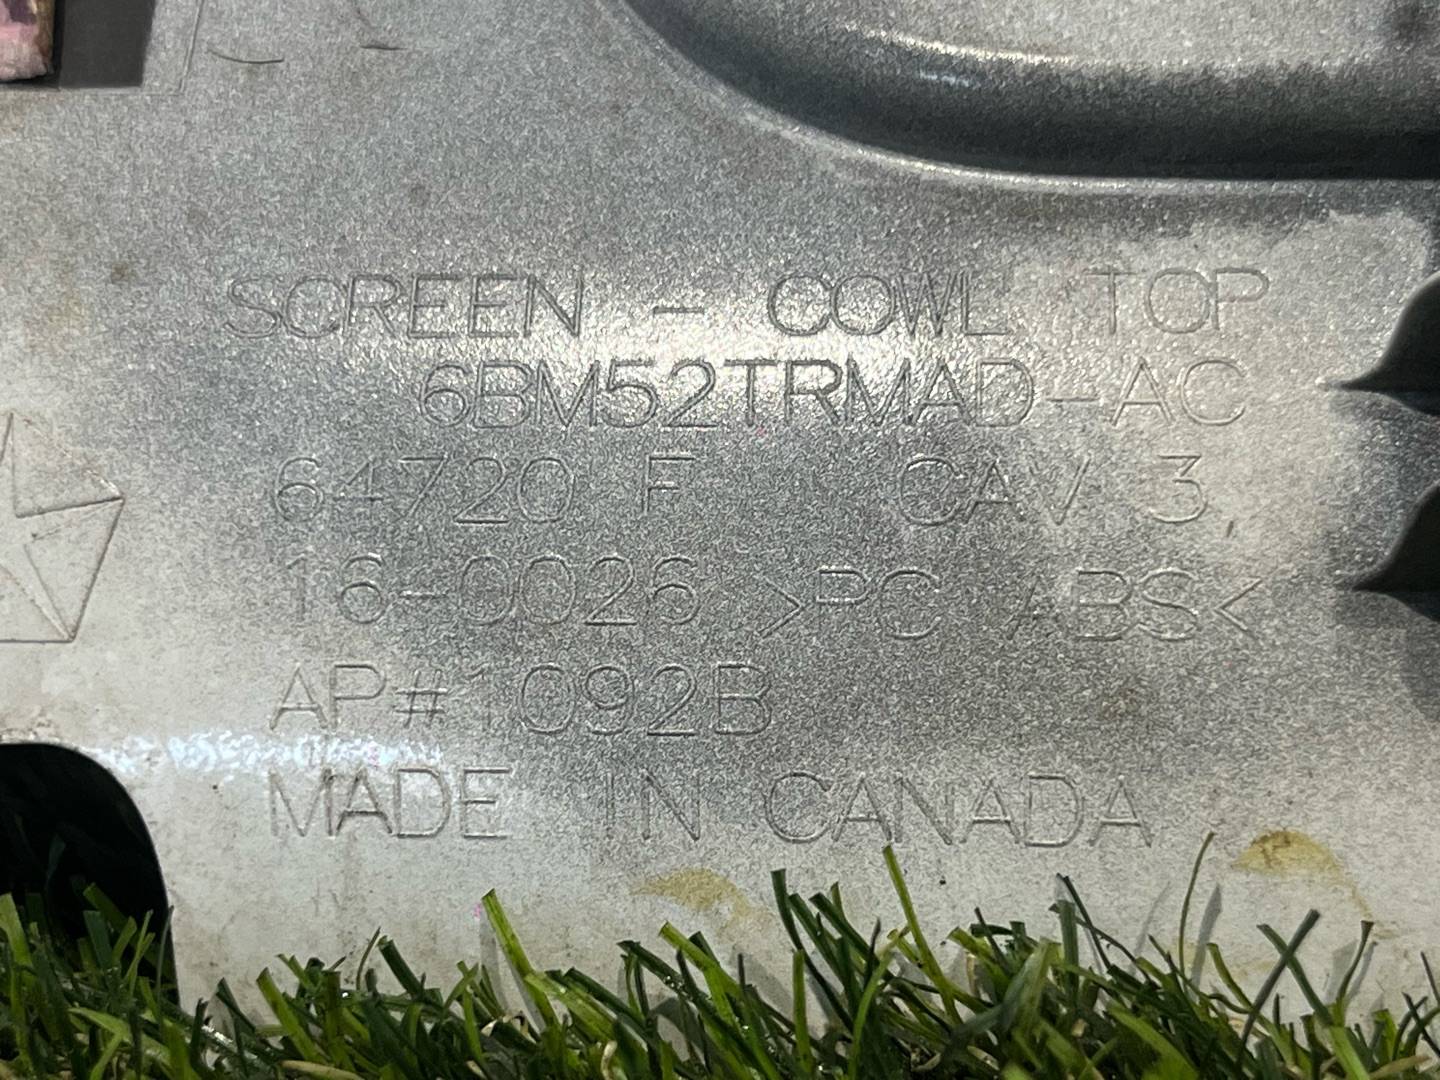 SCREEN - COWL TOP
6BM52TRMAD-AC
64720 F CAV 3
16-0026 >PC ABS<
AP#1092B
MADE IN CANADA